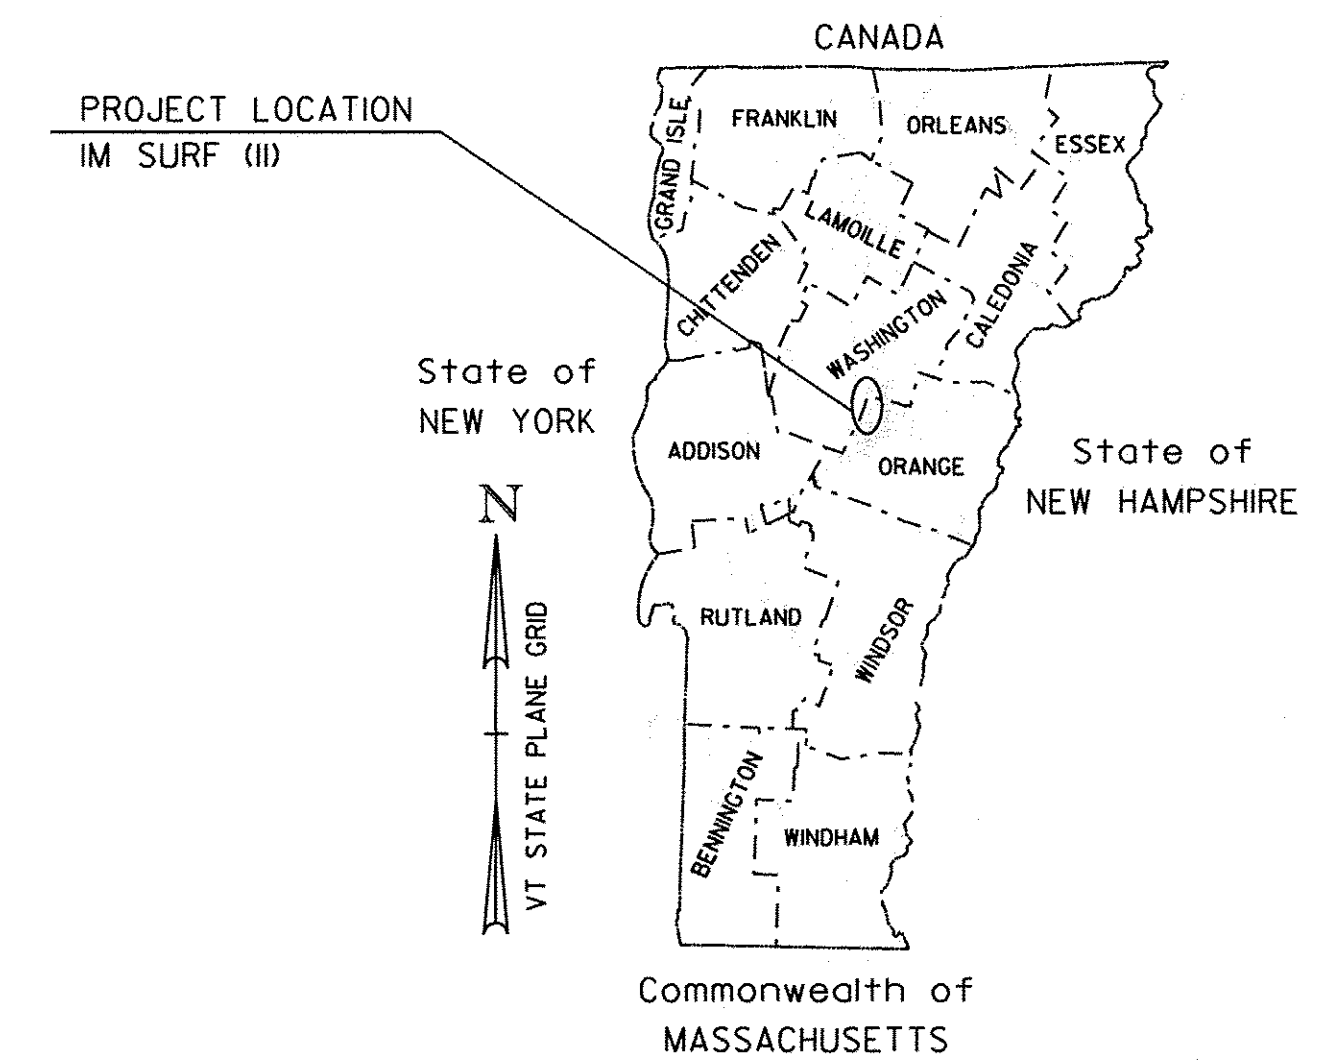 CANADA
PROJECT LOCATION
IM SURF (11)
GRAND ISLE
FRANKLIN
ORLEANS
ESSEX
LAMOILLE
CHITTENDEN
CALEDONIA
WASHINGTON
State of
NEW YORK
ADDISON
ORANGE
State of
NEW HAMPSHIRE
N
VT STATE PLANE GRID
RUTLAND
WINDSOR
BENNINGTON
WINDHAM
Commonwealth of
MASSACHUSETTS